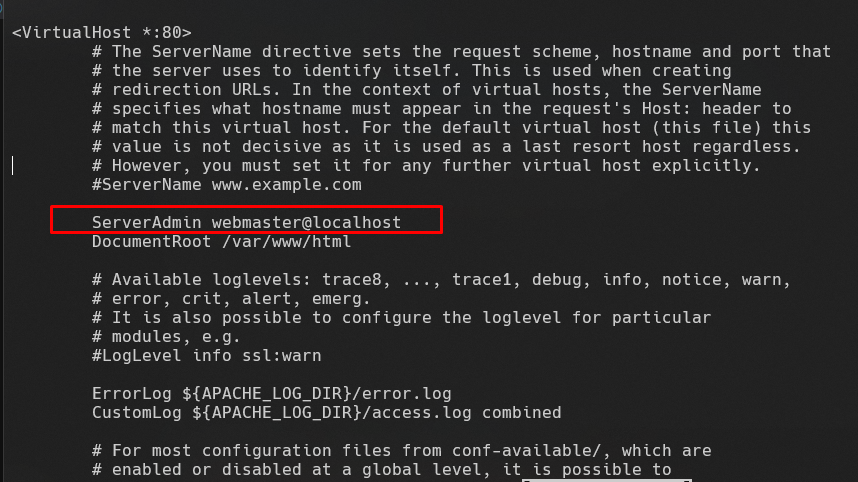 <VirtualHost *:80>
# The ServerName directive sets the request scheme, hostname and port that
# the server uses to identify itself. This is used when creating
# redirection URLs. In the context of virtual hosts, the ServerName
# specifies what hostname must appear in the request's Host: header to
# match this virtual host. For the default virtual host (this file) this
# value is not decisive as it is used as a last resort host regardless.
# However, you must set it for any further virtual host explicitly.
#ServerName www.example.com
ServerAdmin webmaster@localhost
DocumentRoot /var/www/html
# Available loglevels: trace8, ..., trace1, debug, info, notice, warn,
# error, crit, alert, emerg.
# It is also possible to configure the loglevel for particular
# modules, e.g.
#LogLevel info ssl:warn
ErrorLog ${APACHE_LOG_DIR}/error.log
CustomLog ${APACHE_LOG_DIR}/access.log combined
# For most configuration files from conf-available/, which are
# enabled or disabled at a global level, it is possible to